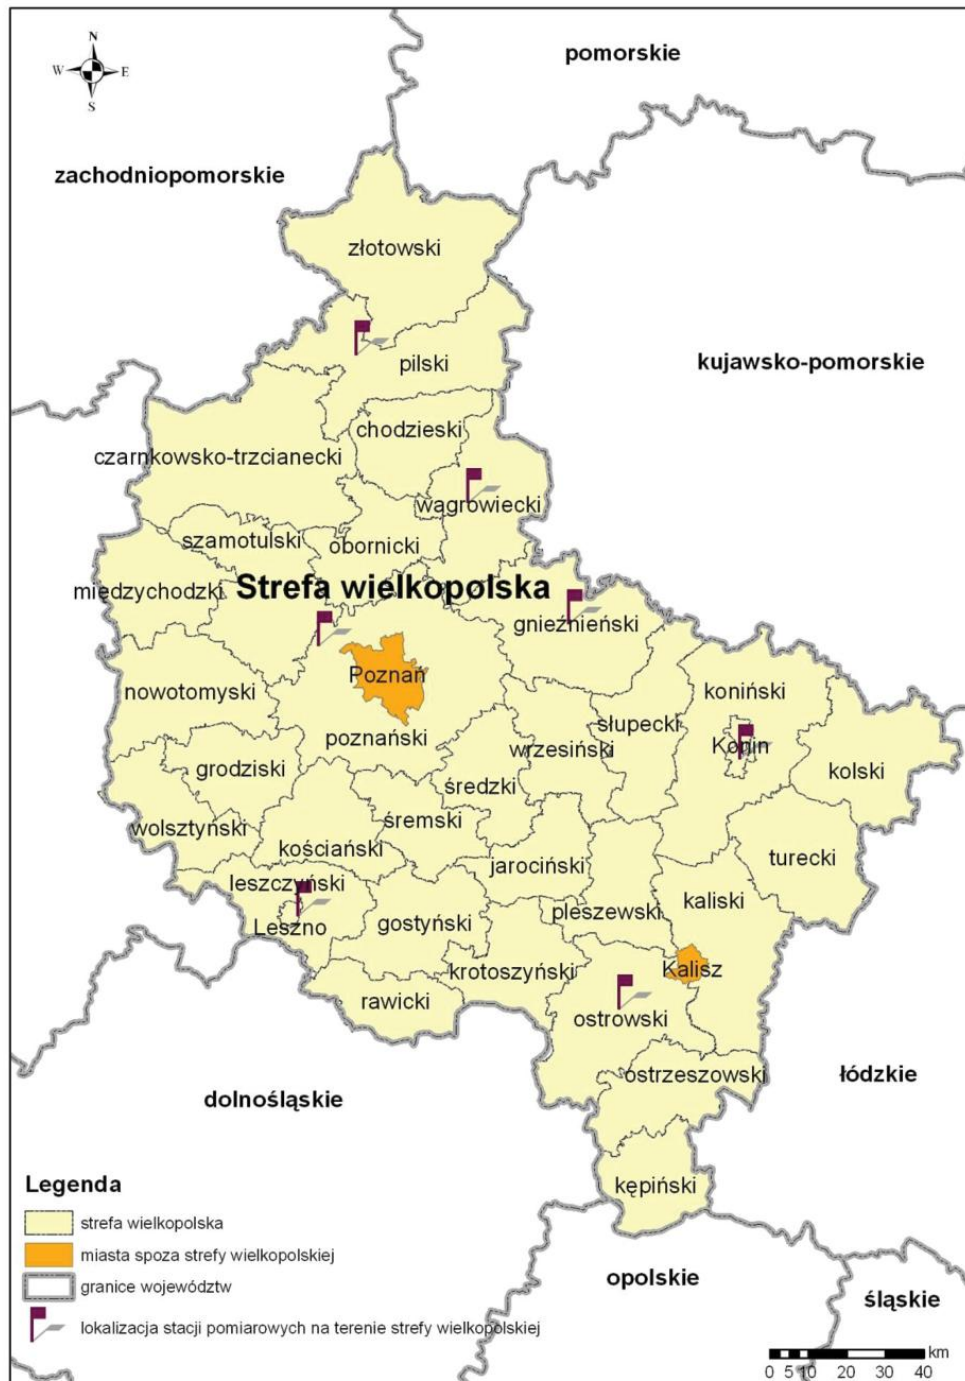 N
W E
S
pomorskie
zachodniopomorskie
złotowski
pilski
kujawsko-pomorskie
chodzieski
czarnkowsko-trzcianecki
wągrowiecki
szamotulski
obornicki
międzychodzki
Strefa wielkopolska
gnieźnieński
Poznań
nowotomyski
koniński
słupecki
poznański
wrzesiński
Konin
grodziski
kolski
średzki
śremski
wolsztyński
kościański
turecki
jarociński
leszczyński
kaliski
pleszewski
gostyński
Leszno
krotoszyński
Kalisz
rawicki
ostrowski
ostrzeszowski
łódzkie
dolnośląskie
kępiński
Legenda
strefa wielkopolska
miasta spoza strefy wielkopolskiej
granice województw
lokalizacja stacji pomiarowych na terenie strefy wielkopolskiej
opolskie
śląskie
km
0 5 10 20 30 40